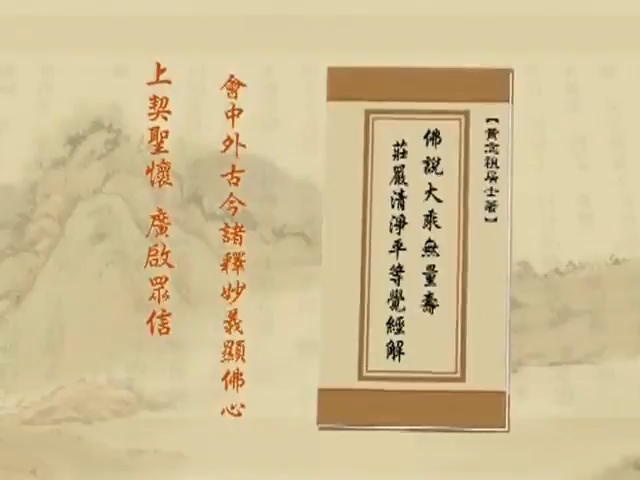 【黃念祖居士著】
佛說大乘無量壽
莊嚴清淨平等覺經解
會中外古今諸釋妙義顯佛心
上契聖懷 廣啟眾信